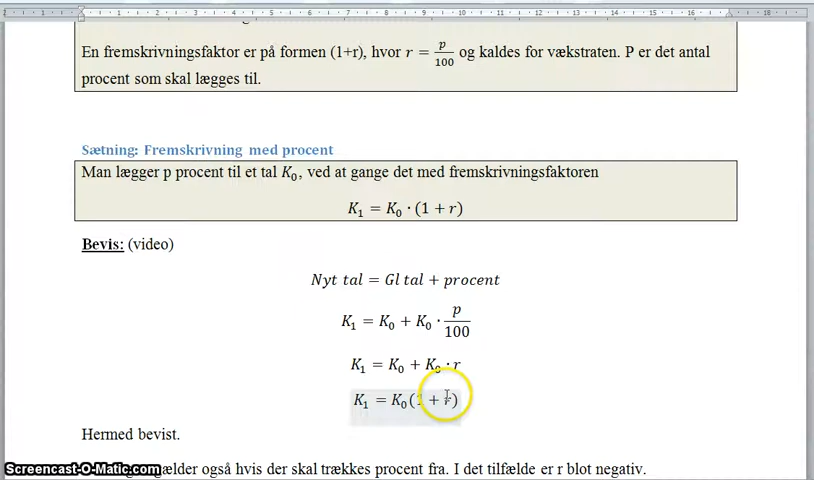 En fremskrivningsfaktor er på formen (1+r), hvor r = p/100 og kaldes for vækstraten. P er det antal
procent som skal lægges til.
Sætning: Fremskrivning med procent
Man lægger p procent til et tal K₀, ved at gange det med fremskrivningsfaktoren
K₁ = K₀ · (1 + r)
Bevis: (video)
Nyt tal = Gl tal + procent
K₁ = K₀ + K₀ · p/100
K₁ = K₀ + K₀ · r
K₁ = K₀(1 + r)
Hermed bevist.
også hvis der skal trækkes procent fra. I det tilfælde er r blot negativ.
Screencast-O-Matic.com